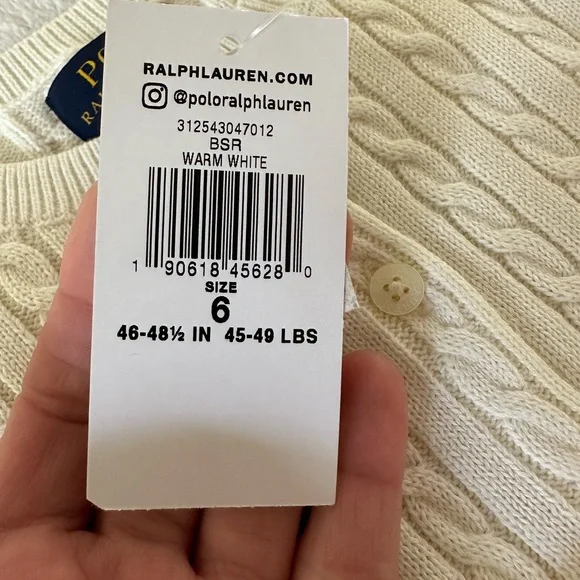 RALPHLAUREN.COM
@poloralphlauren
312543047012
BSR
WARM WHITE
1 90618 45628 0
SIZE
6
46-48½ IN 45-49 LBS